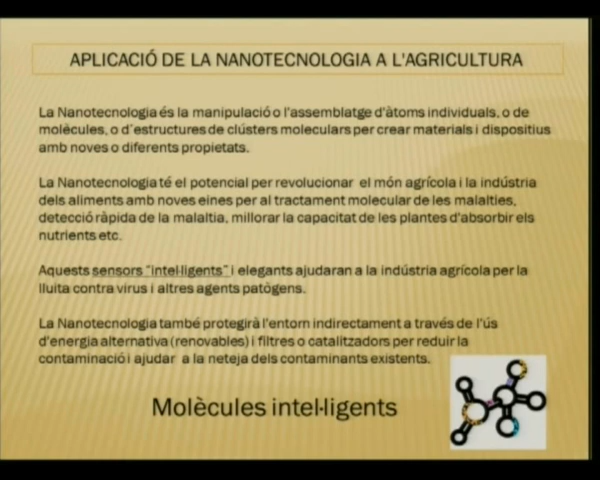 APLICACIÓ DE LA NANOTECNOLOGIA A L'AGRICULTURA
La Nanotecnologia és la manipulació o l'assemblatge d'àtoms individuals, o de
molècules, o d'estructures de clústers moleculars per crear materials i dispositius
amb noves o diferents propietats.
La Nanotecnologia té el potencial per revolucionar el món agrícola i la indústria
dels aliments amb noves eines per al tractament molecular de les malalties,
detecció ràpida de la malaltia, millorar la capacitat de les plantes d'absorbir els
nutrients etc.
Aquests sensors "intel·ligents" i elegants ajudaran a la indústria agrícola per la
lluita contra virus i altres agents patògens.
La Nanotecnologia també protegirà l'entorn indirectament a través de l'ús
d'energia alternativa (renovables) i filtres o catalitzadors per reduir la
contaminació i ajudar a la neteja dels contaminants existents.
Molècules intel·ligents